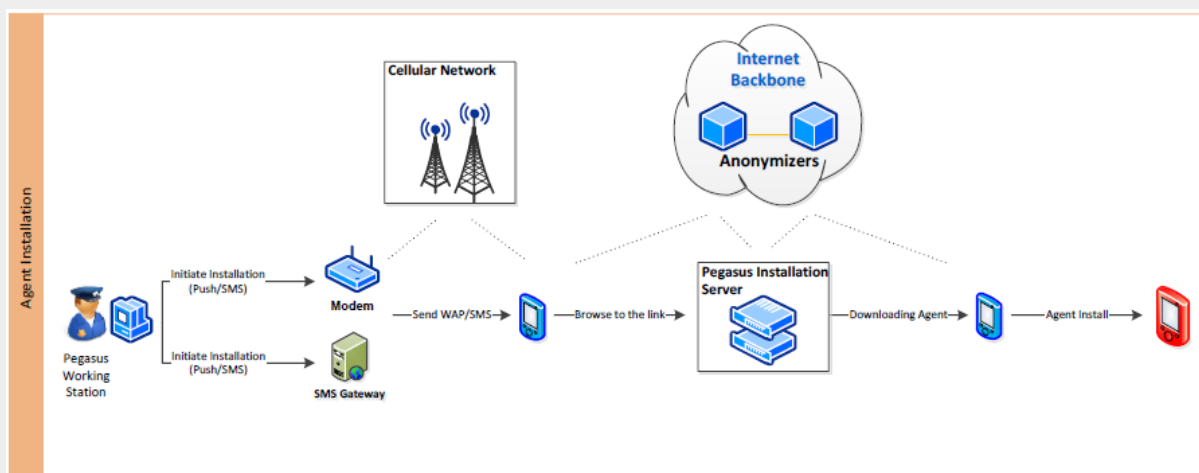 Agent Installation
Cellular Network
Internet
Backbone
Anonymizers
Pegasus
Working
Station
Initiate Installation
(Push/SMS)
Initiate Installation
(Push/SMS)
Modem
SMS Gateway
Send WAP/SMS
Browse to the link
Pegasus Installation
Server
Downloading Agent
Agent Install